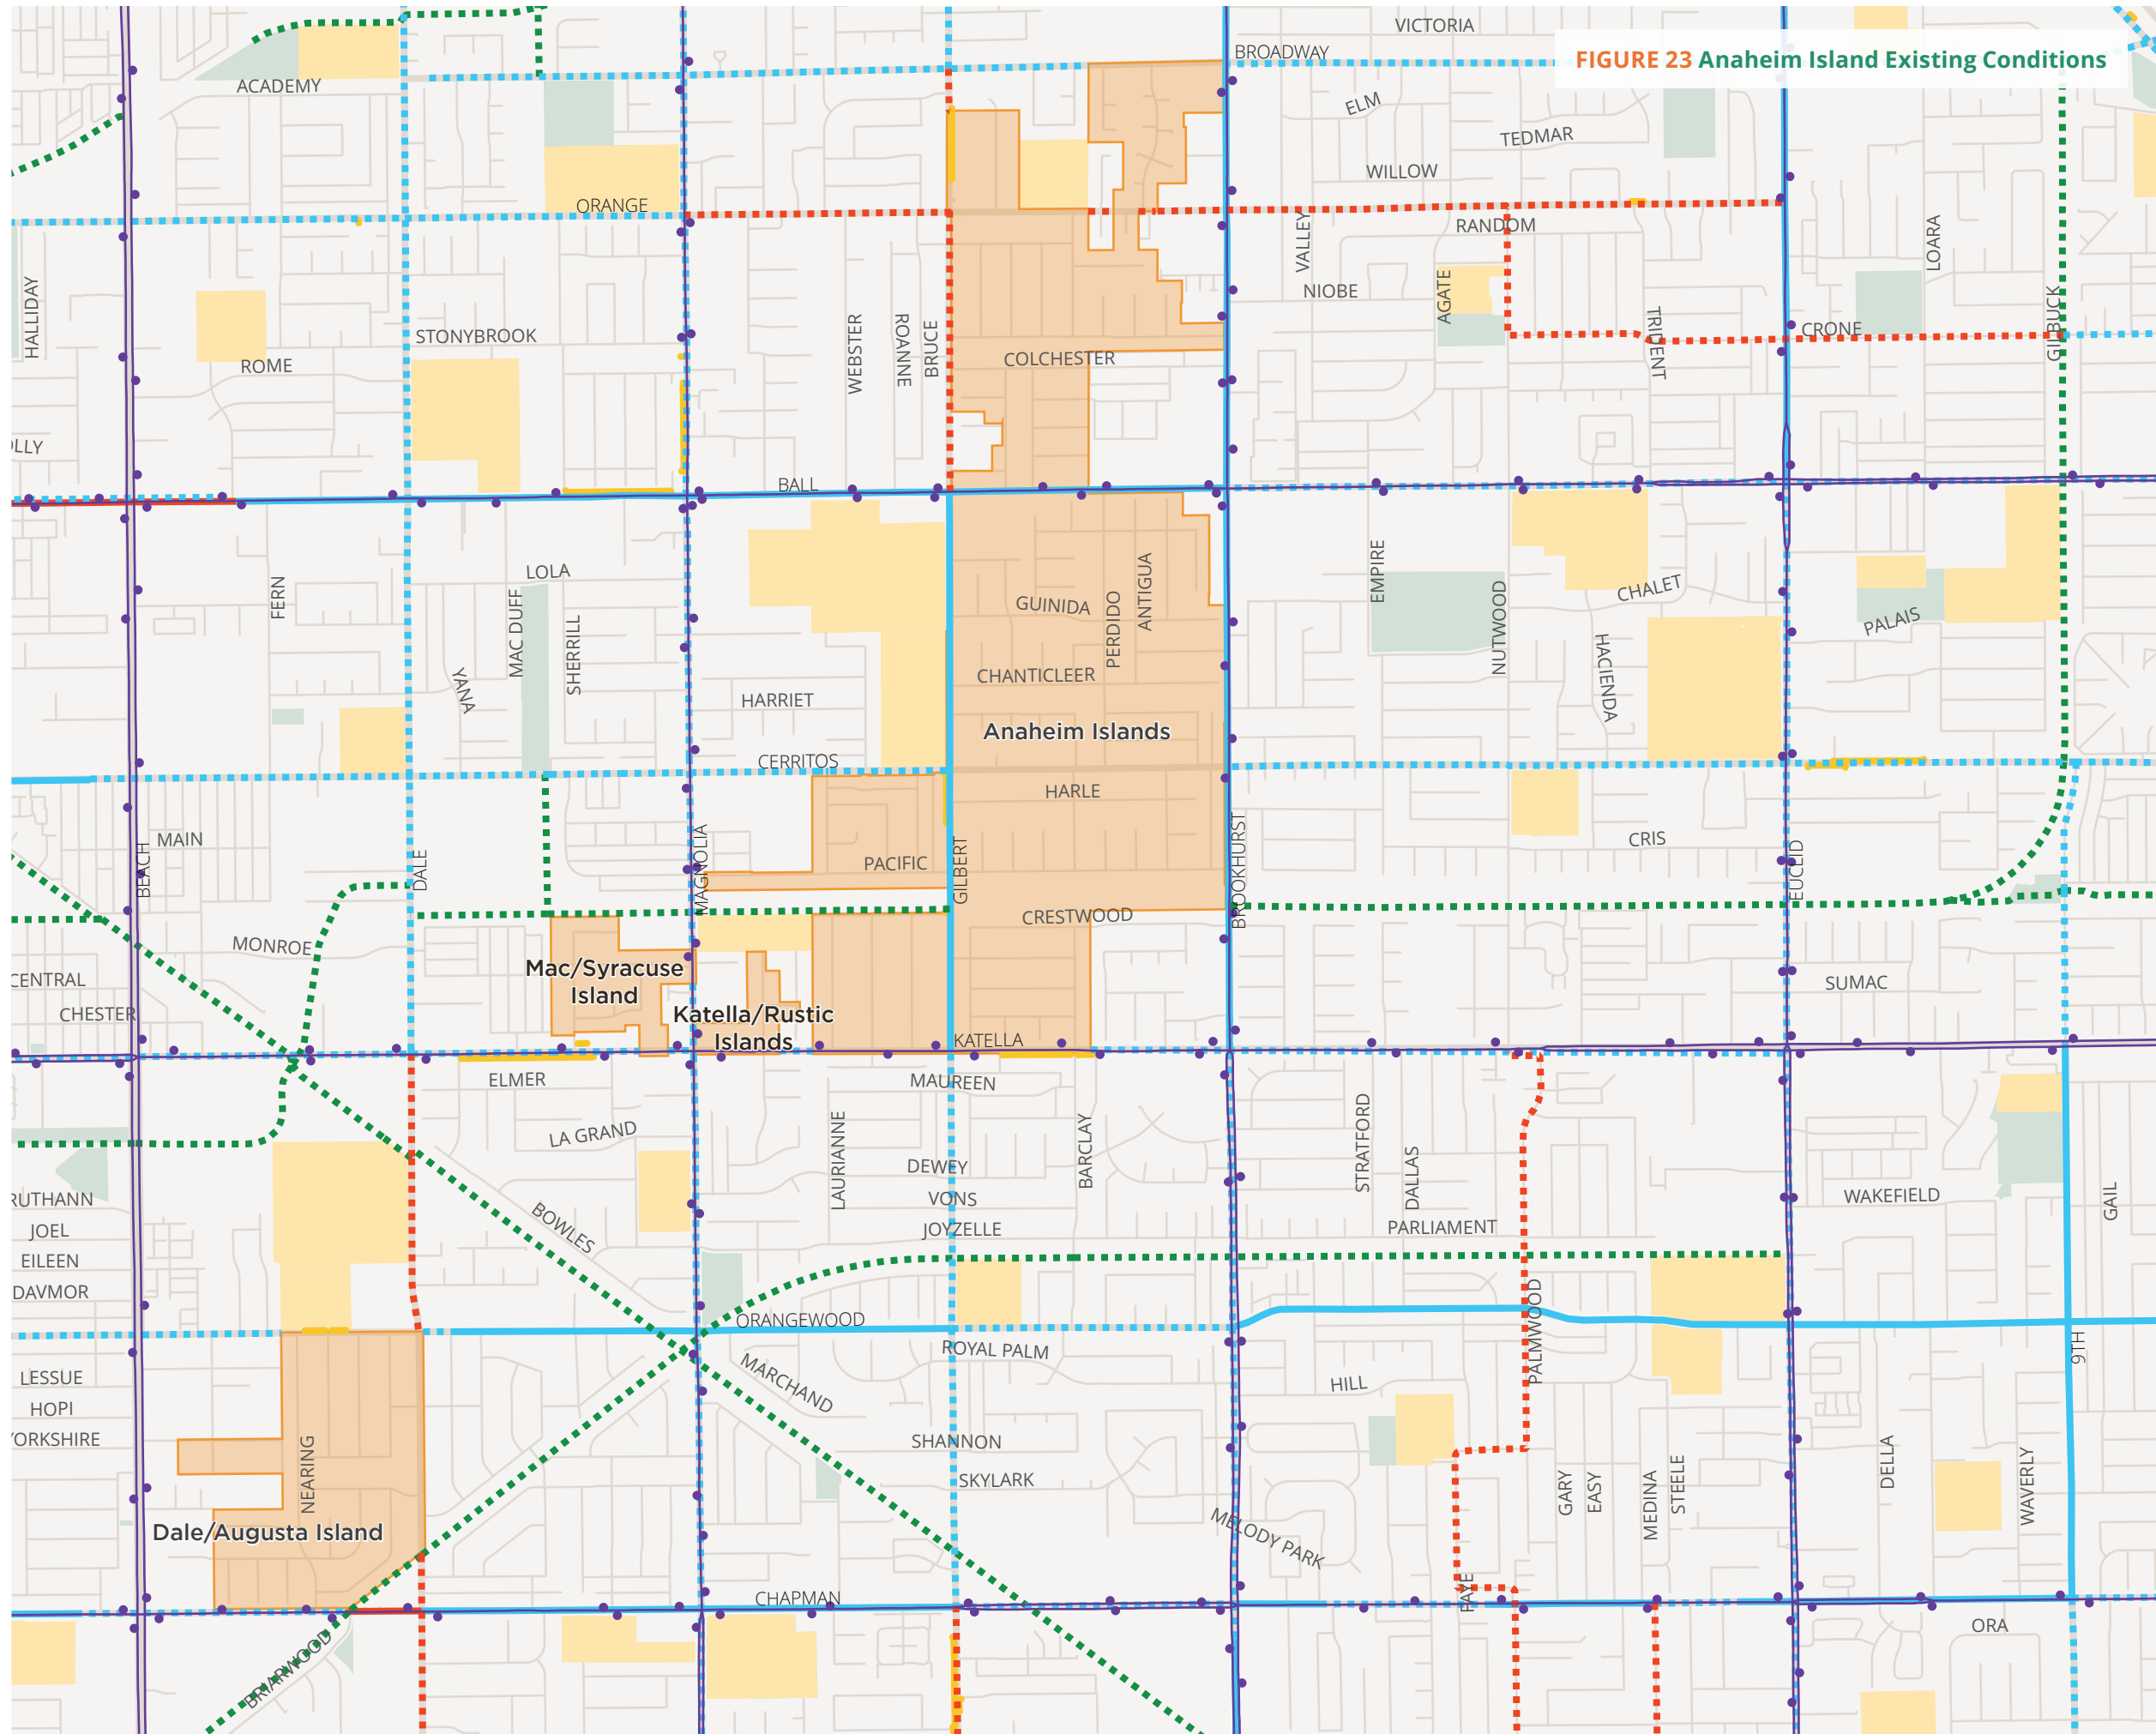 VICTORIA
BROADWAY
FIGURE 23 Anaheim Island Existing Conditions
ACADEMY
ELM
TEDMAR
WILLOW
ORANGE
RANDOM
VALLEY
LOARA
HALLIDAY
NIOBE
AGATE
GILBUCK
STONYBROOK
WEBSTER
ROANNE
BRUCE
TRIDENT
CRONE
COLCHESTER
ROME
OLLY
BALL
LOLA
FERN
MAC DUFF
SHERRILL
GUINIDA
PERDIDO
ANTIGUA
EMPIRE
NUTWOOD
CHALET
PALAIS
HACIENDA
YANA
CHANTICLEER
HARRIET
Anaheim Islands
CERRITOS
HARLE
MAIN
BEACH
DALE
MAGNOLIA
PACIFIC
GILBERT
BROOKHURST
CRIS
EUCLID
CRESTWOOD
MONROE
CENTRAL
Mac/Syracuse
Island
SUMAC
CHESTER
Katella/Rustic
Islands
KATELLA
ELMER
MAUREEN
LA GRAND
LAURIANNE
BARCLAY
STRATFORD
DALLAS
DEWEY
RUTHANN
VONS
WAKEFIELD
GAIL
JOEL
BOWLES
JOYZELLE
PARLIAMENT
EILEEN
DAVMOR
ORANGEWOOD
PALMWOOD
9TH
ROYAL PALM
LESSUE
MARCHAND
HILL
HOPI
YORKSHIRE
NEARING
SHANNON
SKYLARK
GARY
EASY
MEDINA
STEELE
DELLA
WAVERLY
Dale/Augusta Island
MELODY PARK
CHAPMAN
FAYE
ORA
BRIARWOOD